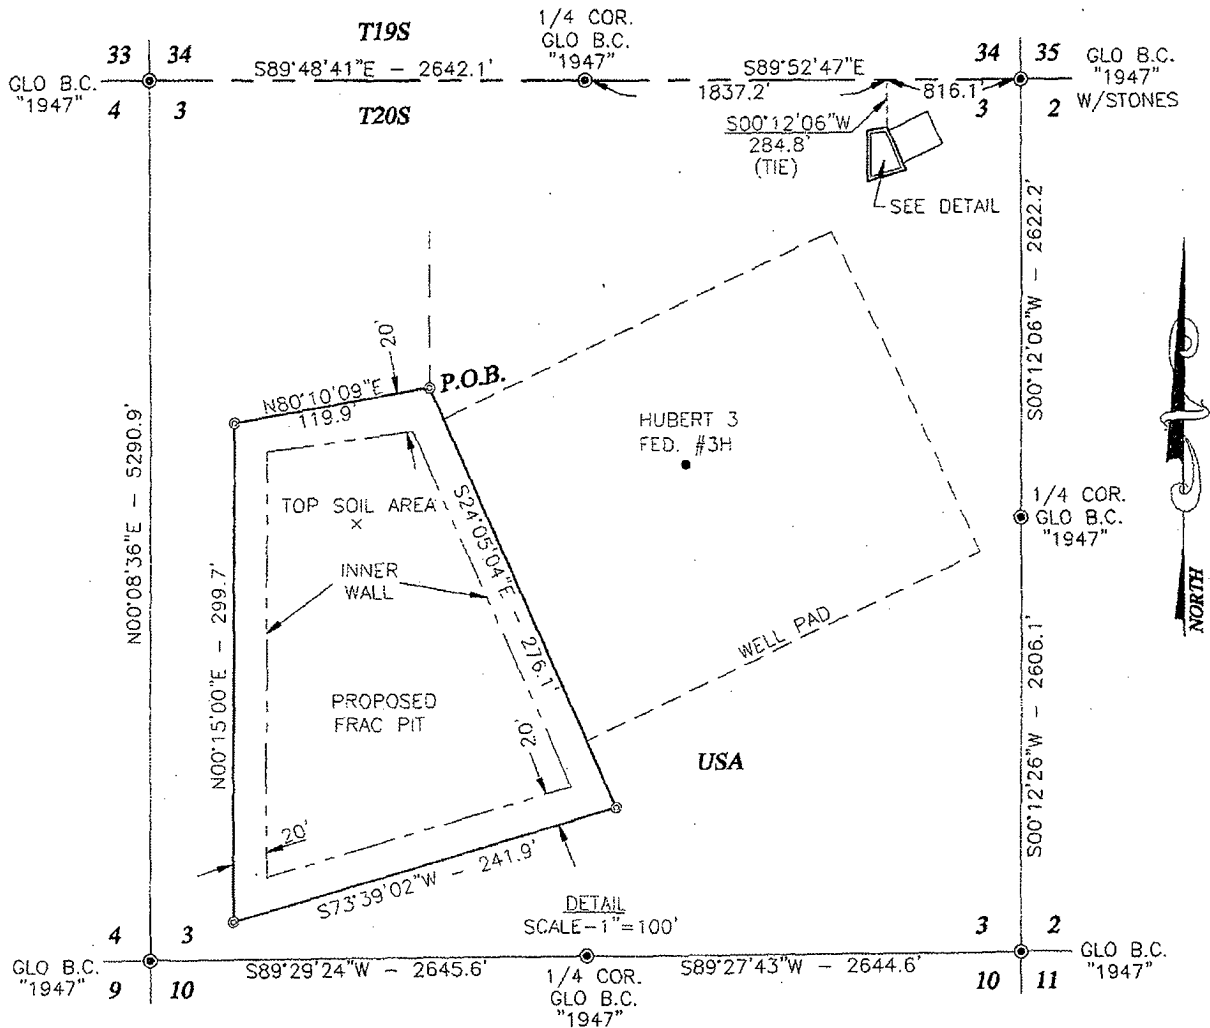 T19S
1/4 COR.
GLO B.C.
"1947"
33 34
34 35
GLO B.C.
"1947"
S89°48'41"E - 2642.1'
S89°52'47"E
1837.2'
816.1'
GLO B.C.
"1947"
W/STONES
4 3
T20S
3 2
S00°12'06"W
284.8'
(TIE)
SEE DETAIL
S00°12'06"W - 2622.2'
20'
P.O.B.
N80°10'09"E
119.9'
HUBERT 3
FED. #3H
N00°08'36"E - 5290.9'
TOP SOIL AREA
x
S24°05'04"E - 276.1'
1/4 COR.
GLO B.C.
"1947"
INNER
WALL
NORTH
N00°15'00"E - 299.7'
WELL PAD
PROPOSED
FRAC PIT
20'
USA
S00°12'26"W - 2606.1'
20'
S73°39'02"W - 241.9'
DETAIL
SCALE-1"=100'
4 3
3 2
GLO B.C.
"1947"
S89°29'24"W - 2645.6'
S89°27'43"W - 2644.6'
GLO B.C.
"1947"
9 10
1/4 COR.
GLO B.C.
"1947"
10 11